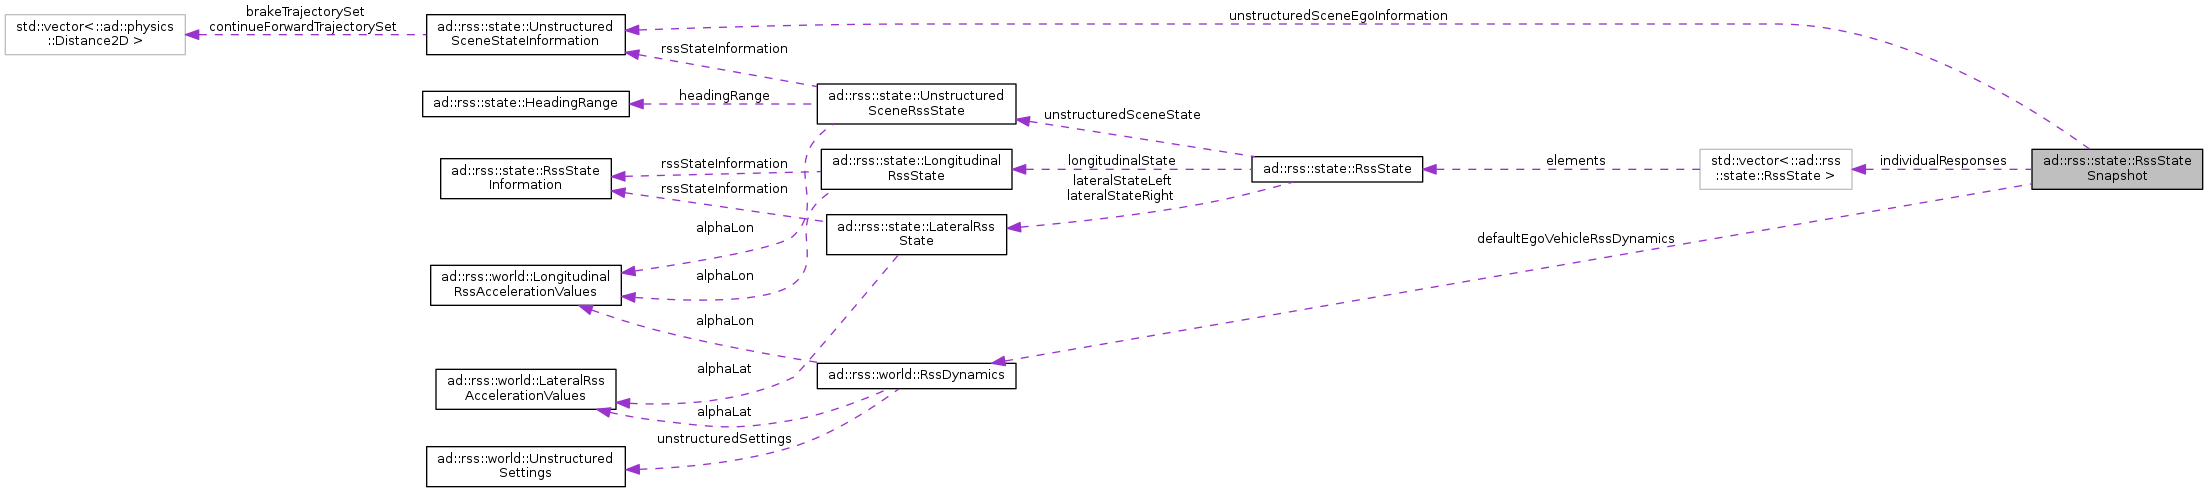 std::vector< ::ad::physics
::Distance2D >
brakeTrajectorySet
continueForwardTrajectorySet
ad::rss::state::Unstructured
SceneStateInformation
unstructuredSceneEgoInformation
rssStateInformation
ad::rss::state::HeadingRange
headingRange
ad::rss::state::Unstructured
SceneRssState
unstructuredSceneState
ad::rss::state::RssState
Information
rssStateInformation
rssStateInformation
ad::rss::state::Longitudinal
RssState
longitudinalState
lateralStateLeft
lateralStateRight
ad::rss::state::RssState
elements
std::vector< ::ad::rss
::state::RssState >
individualResponses
ad::rss::state::RssState
Snapshot
alphaLon
ad::rss::state::LateralRss
State
defaultEgoVehicleRssDynamics
ad::rss::world::Longitudinal
RssAccelerationValues
alphaLon
alphaLon
alphaLat
ad::rss::world::RssDynamics
ad::rss::world::LateralRss
AccelerationValues
alphaLat
unstructuredSettings
ad::rss::world::Unstructured
Settings